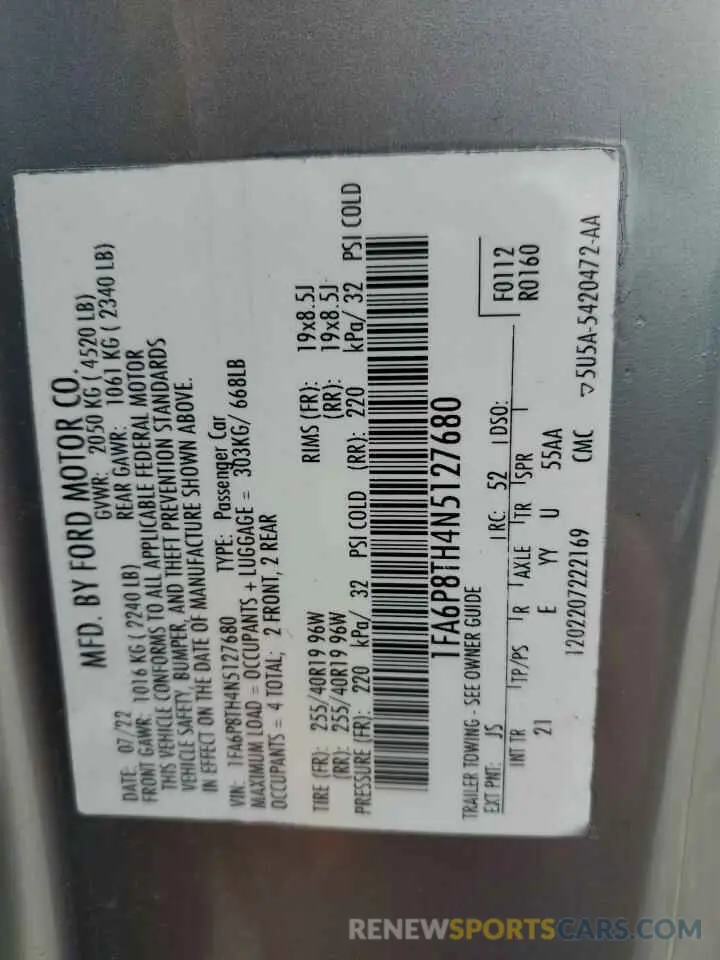 MFD. BY FORD MOTOR CO.
DATE: 07/22 GVWR: 2050 KG ( 4520 LB)
FRONT GAWR: 1016 KG ( 2240 LB) REAR GAWR: 1061 KG ( 2340 LB)
THIS VEHICLE CONFORMS TO ALL APPLICABLE FEDERAL MOTOR
VEHICLE SAFETY, BUMPER, AND THEFT PREVENTION STANDARDS
IN EFFECT ON THE DATE OF MANUFACTURE SHOWN ABOVE.
VIN: 1FA6P8TH4N5127680 TYPE: Passenger Car
MAXIMUM LOAD = OCCUPANTS + LUGGAGE = 303KG/ 668LB
OCCUPANTS = 4 TOTAL; 2 FRONT, 2 REAR
TIRE (FR): 255/40R19 96W RIMS (FR): 19x8.5J
(RR): 255/40R19 96W (RR): 19x8.5J
PRESSURE (FR): 220 kPa/ 32 PSI COLD (RR): 220 kPa/ 32 PSI COLD
1FA6P8TH4N5127680
TRAILER TOWING - SEE OWNER GUIDE
EXT PNT: JS RC: 52 DSO: F0112
R0160
INT TR TP/PS R AXLE TR SPR
21 E YY U 55AA
1202207222169 CMC ▽5U5A-5420472-AA
RENEWSPORTSCARS.COM